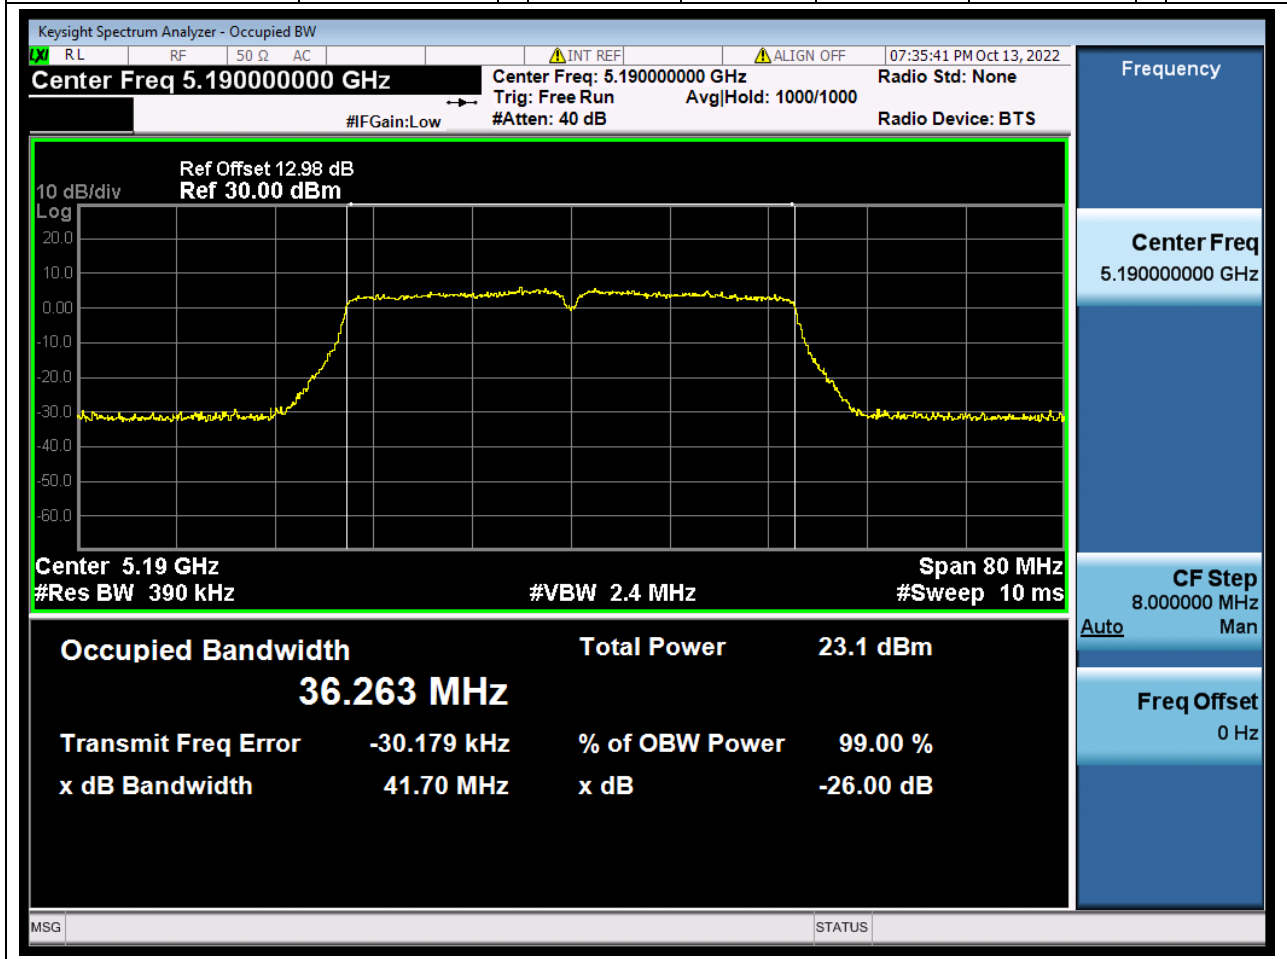 Keysight Spectrum Analyzer - Occupied BW
LXI RL RF 50 Ω AC INT REF ALIGN OFF 07:35:41 PM Oct 13, 2022
Center Freq 5.190000000 GHz
Center Freq: 5.190000000 GHz Radio Std: None
Trig: Free Run Avg|Hold: 1000/1000
#IFGain:Low #Atten: 40 dB Radio Device: BTS
Ref Offset 12.98 dB
10 dB/div Ref 30.00 dBm
Log
20.0
10.0
0.00
-10.0
-20.0
-30.0
-40.0
-50.0
-60.0
Center 5.19 GHz Span 80 MHz
#Res BW 390 kHz #VBW 2.4 MHz #Sweep 10 ms
Occupied Bandwidth Total Power 23.1 dBm
36.263 MHz
Transmit Freq Error -30.179 kHz % of OBW Power 99.00 %
x dB Bandwidth 41.70 MHz x dB -26.00 dB
MSG STATUS
Frequency
Center Freq
5.190000000 GHz
CF Step
8.000000 MHz
Auto Man
Freq Offset
0 Hz